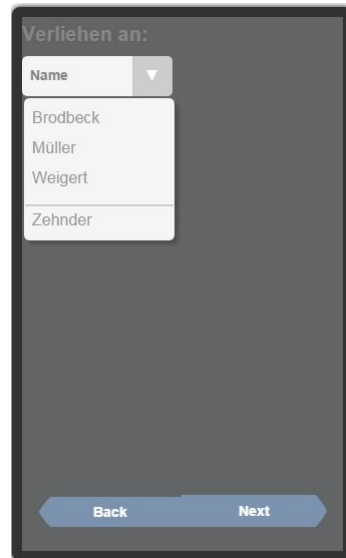 Verliehen an:
Name
Brodbeck
Müller
Weigert
Zehnder
Back Next